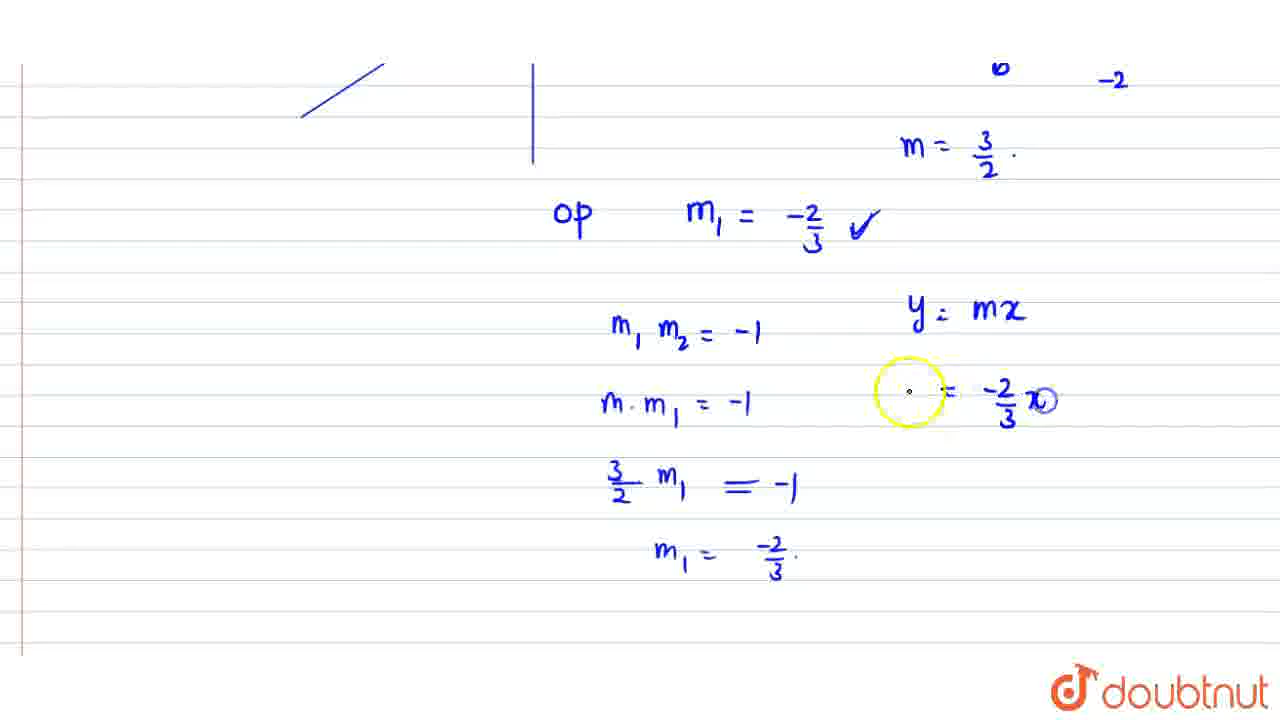 b -2
m = 3/2 .
op m₁ = -2/3 ✓
y = mx
m₁ m₂ = -1
= -2/3 x
m . m₁ = -1
3/2 m₁ = -1
m₁ = -2/3 .
doubtnut